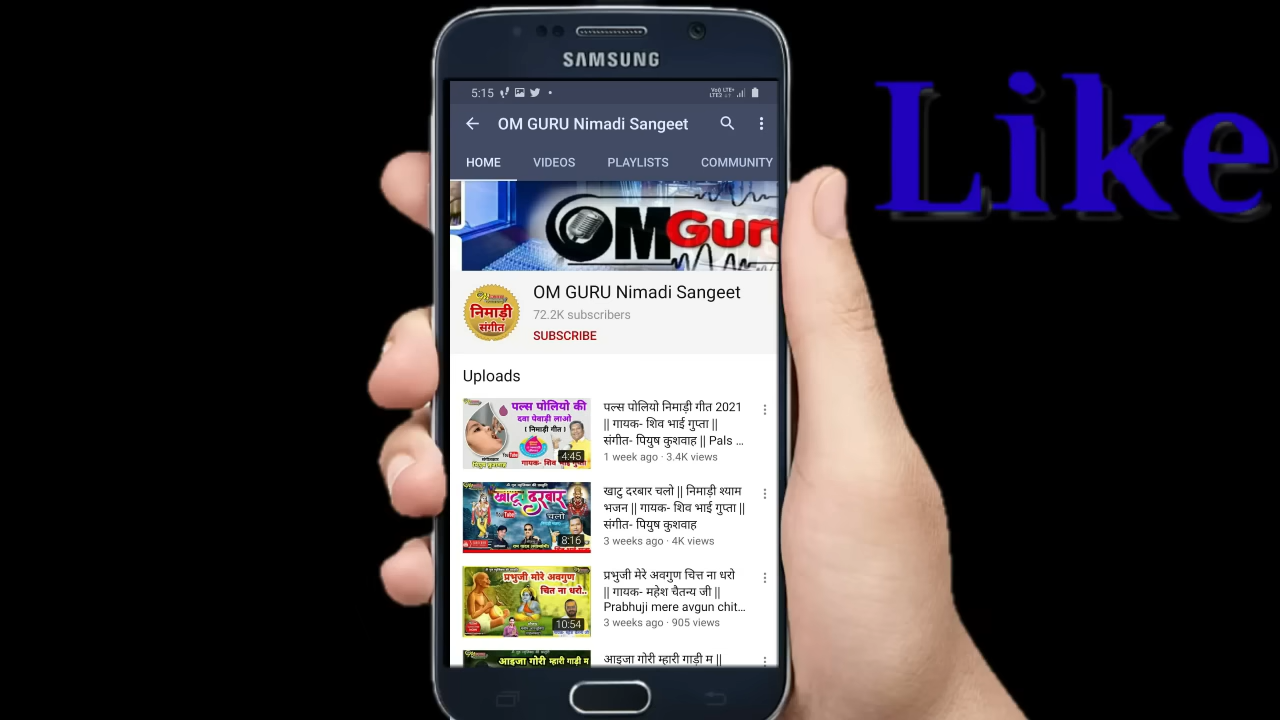 SAMSUNG
5:15
OM GURU Nimadi Sangeet
HOME VIDEOS PLAYLISTS COMMUNITY
OM Guru
OM GURU Nimadi Sangeet
72.2K subscribers
SUBSCRIBE
निमाड़ी
संगीत
Uploads
पल्स पोलियो की
दवा पेवाड़ी लाओ
( निमाड़ी गीत )
4:45
गायक- शिव भाई गुप्ता
पल्स पोलियो निमाड़ी गीत 2021
|| गायक- शिव भाई गुप्ता ||
संगीत- पियुष कुशवाह || Pals ...
1 week ago · 3.4K views
खाटू दरबार
चलो
8:16
खाटु दरबार चलो || निमाड़ी श्याम
भजन || गायक- शिव भाई गुप्ता ||
संगीत- पियुष कुशवाह
3 weeks ago · 4K views
प्रभुजी मोरे अवगुण
चित ना धरो..
10:54
प्रभुजी मेरे अवगुण चित्त ना धरो
|| गायक- महेश चैतन्य जी ||
Prabhuji mere avgun chit...
3 weeks ago · 905 views
आइजा गोरी म्हारी गाड़ी म
आइजा गोरी म्हारी गाड़ी म ||
Like